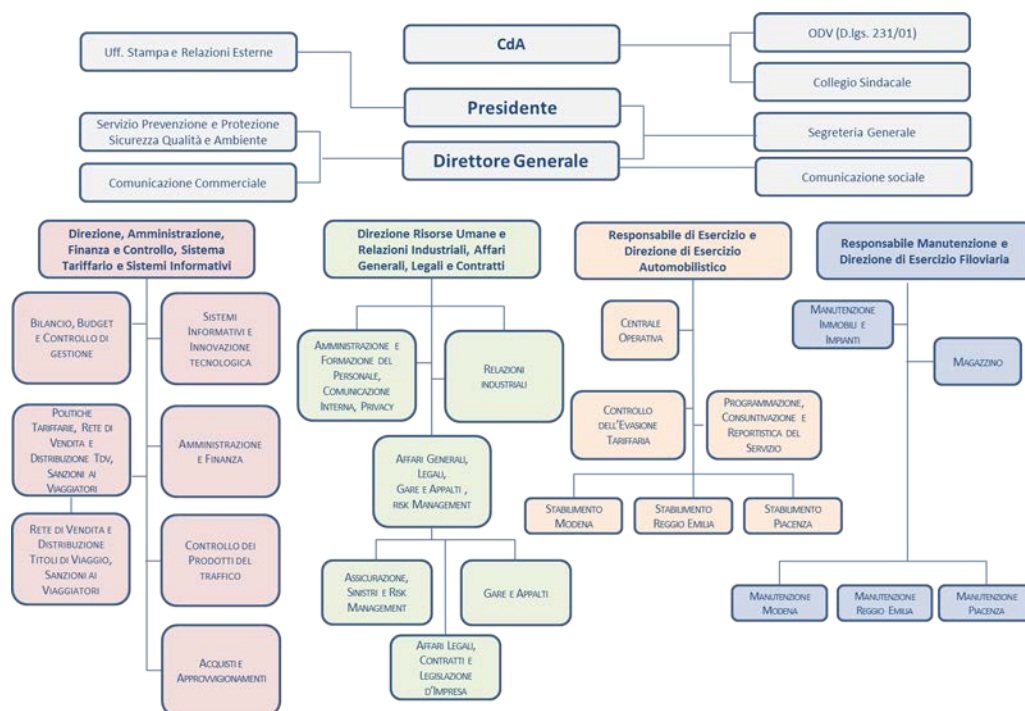 CdA
ODV (D.lgs. 231/01)
Uff. Stampa e Relazioni Esterne
Collegio Sindacale
Presidente
Servizio Prevenzione e Protezione
Sicurezza Qualità e Ambiente
Segreteria Generale
Direttore Generale
Comunicazione Commerciale
Comunicazione sociale
Direzione, Amministrazione,
Finanza e Controllo, Sistema
Tariffario e Sistemi Informativi
Bilancio, Budget
e Controllo di
gestione
Sistemi
Informativi e
Innovazione
tecnologica
Politiche
Tariffarie, Rete di
Vendita e
Distribuzione TdV,
Sanzioni ai
Viaggiatori
Amministrazione
e Finanza
Rete di Vendita e
Distribuzione
Titoli di Viaggio,
Sanzioni ai
Viaggiatori
Controllo dei
Prodotti del
traffico
Acquisti e
Approvvigionamenti
Direzione Risorse Umane e
Relazioni Industriali, Affari
Generali, Legali e Contratti
Amministrazione e
Formazione del
Personale,
Comunicazione
Interna, Privacy
Relazioni
industriali
Affari Generali,
Legali,
Gare e Appalti ,
risk Management
Assicurazione,
Sinistri e Risk
Management
Gare e Appalti
Affari Legali,
Contratti e
Legislazione
d'Impresa
Responsabile di Esercizio e
Direzione di Esercizio
Automobilistico
Centrale
Operativa
Controllo
dell'Evasione
Tariffaria
Programmazione,
Consuntivazione e
Reportistica del
Servizio
Stabilimento
Modena
Stabilimento
Reggio Emilia
Stabilimento
Piacenza
Responsabile Manutenzione e
Direzione di Esercizio Filoviaria
Manutenzione
Immobili e
Impianti
Magazzino
Manutenzione
Modena
Manutenzione
Reggio Emilia
Manutenzione
Piacenza